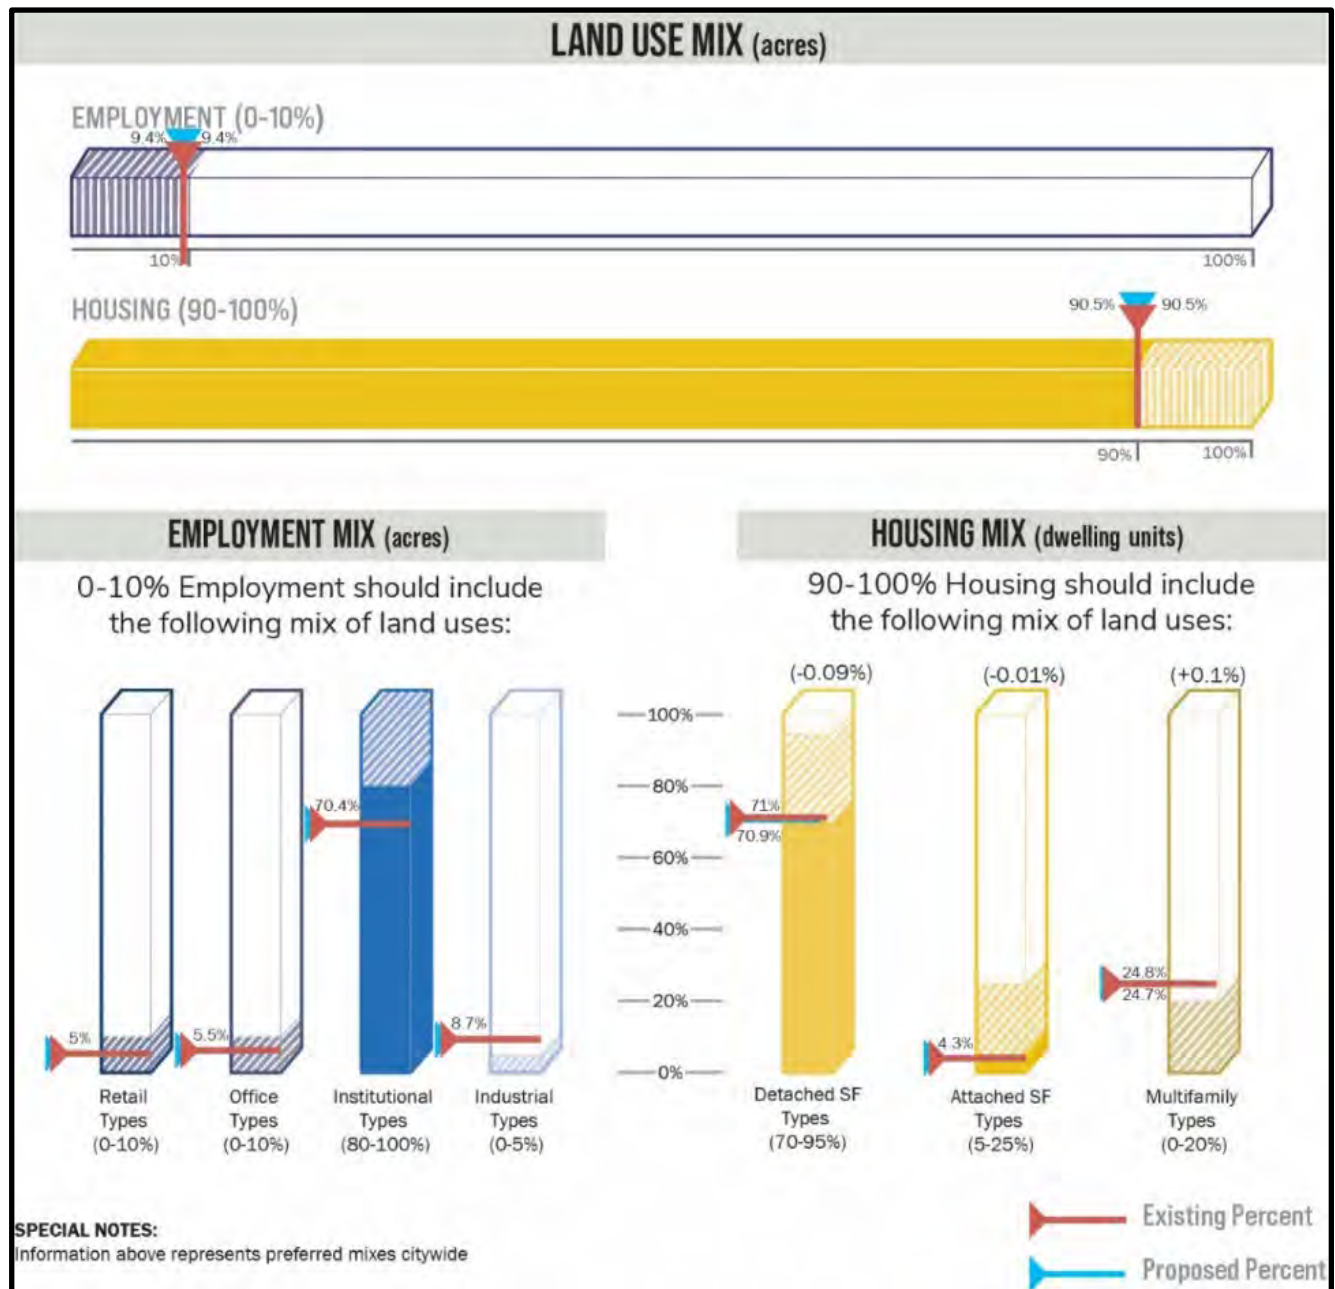 LAND USE MIX (acres)
EMPLOYMENT (0-10%)
9.4% 9.4%
10% 100%
HOUSING (90-100%)
90.5% 90.5%
90% 100%
EMPLOYMENT MIX (acres)
0-10% Employment should include
the following mix of land uses:
70.4%
5%
5.5%
8.7%
Retail
Types
(0-10%)
Office
Types
(0-10%)
Institutional
Types
(80-100%)
Industrial
Types
(0-5%)
100%
80%
60%
40%
20%
0%
HOUSING MIX (dwelling units)
90-100% Housing should include
the following mix of land uses:
(-0.09%)
(-0.01%)
(+0.1%)
71%
70.9%
4.3%
24.8%
24.7%
Detached SF
Types
(70-95%)
Attached SF
Types
(5-25%)
Multifamily
Types
(0-20%)
Existing Percent
Proposed Percent
SPECIAL NOTES:
Information above represents preferred mixes citywide